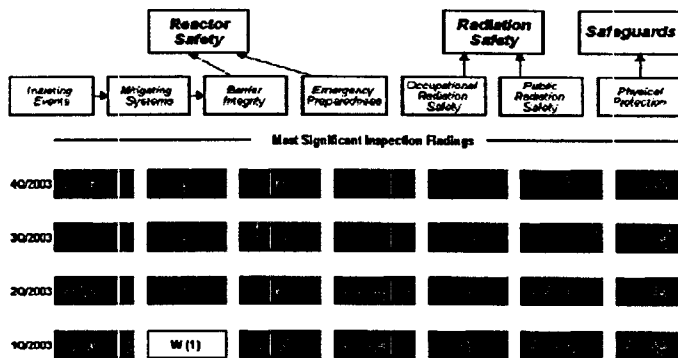 Reactor
Safety
Radiation
Safety
Safeguards
Initiating
Events
Mitigating
Systems
Barrier
Integrity
Emergency
Preparedness
Occupational
Radiation
Safety
Public
Radiation
Safety
Physical
Protection
Most Significant Inspection Findings
4Q/2003
3Q/2003
2Q/2003
1Q/2003
W (1)